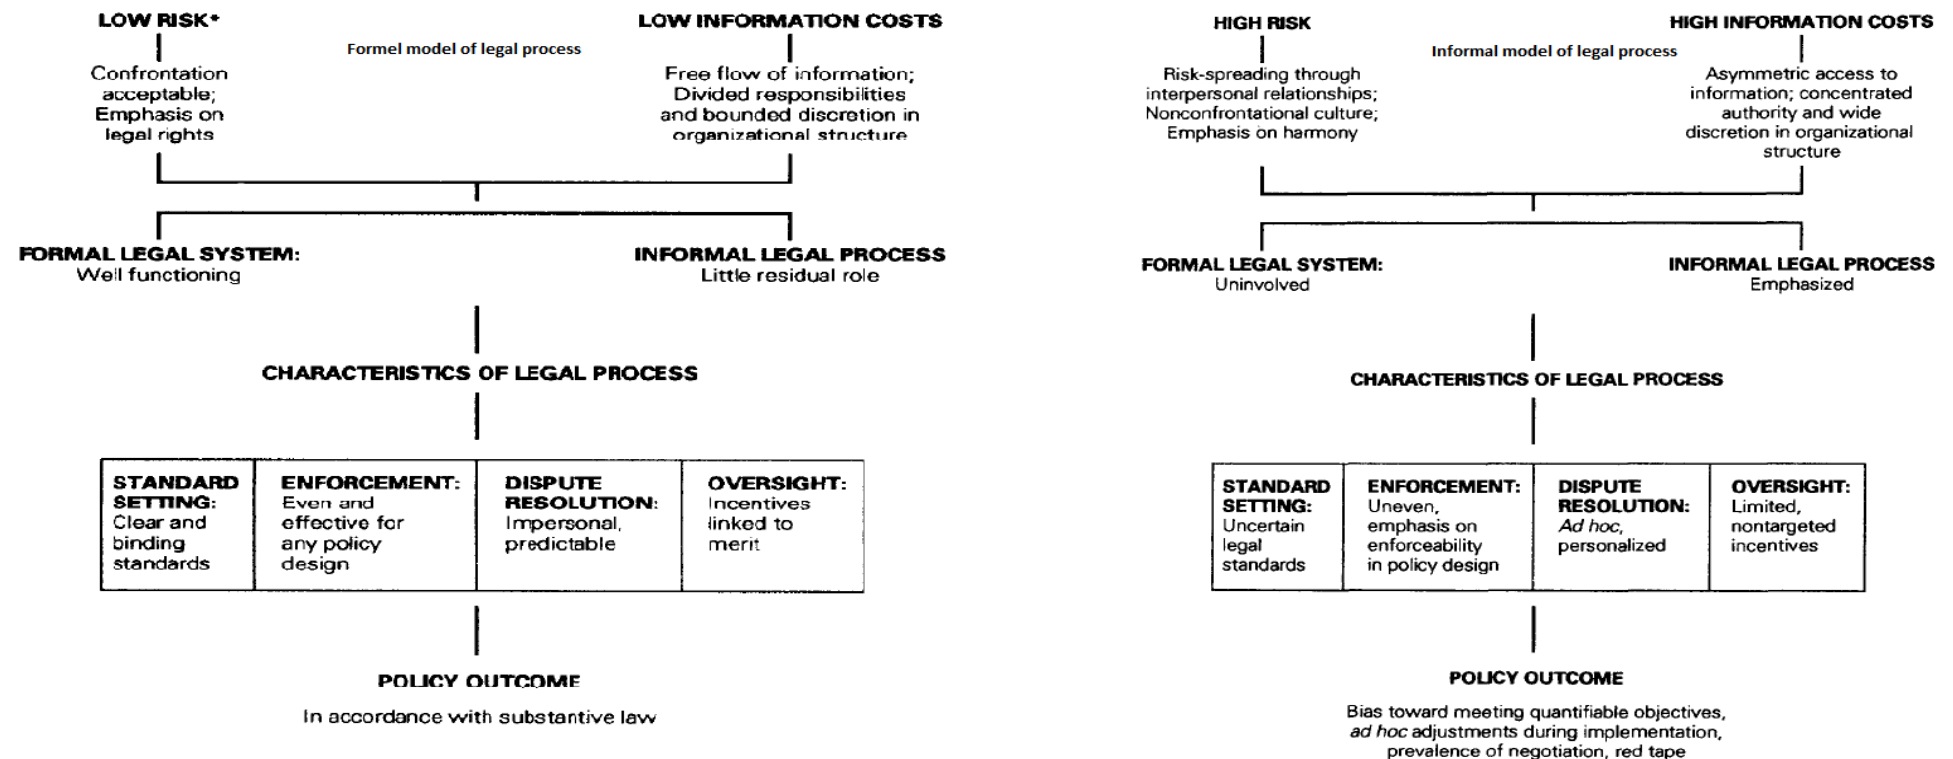 LOW RISK*
LOW INFORMATION COSTS
Formel model of legal process
Confrontation
acceptable;
Emphasis on
legal rights
Free flow of information;
Divided responsibilities
and bounded discretion in
organizational structure
FORMAL LEGAL SYSTEM:
Well functioning
INFORMAL LEGAL PROCESS
Little residual role
CHARACTERISTICS OF LEGAL PROCESS
STANDARD
SETTING:
Clear and
binding
standards
ENFORCEMENT:
Even and
effective for
any policy
design
DISPUTE
RESOLUTION:
Impersonal,
predictable
OVERSIGHT:
Incentives
linked to
merit
POLICY OUTCOME
In accordance with substantive law
HIGH RISK
HIGH INFORMATION COSTS
Informal model of legal process
Risk-spreading through
interpersonal relationships;
Nonconfrontational culture;
Emphasis on harmony
Asymmetric access to
information; concentrated
authority and wide
discretion in organizational
structure
FORMAL LEGAL SYSTEM:
Uninvolved
INFORMAL LEGAL PROCESS
Emphasized
CHARACTERISTICS OF LEGAL PROCESS
STANDARD
SETTING:
Uncertain
legal
standards
ENFORCEMENT:
Uneven,
emphasis on
enforceability
in policy design
DISPUTE
RESOLUTION:
Ad hoc,
personalized
OVERSIGHT:
Limited,
nontargeted
incentives
POLICY OUTCOME
Bias toward meeting quantifiable objectives,
ad hoc adjustments during implementation,
prevalence of negotiation, red tape